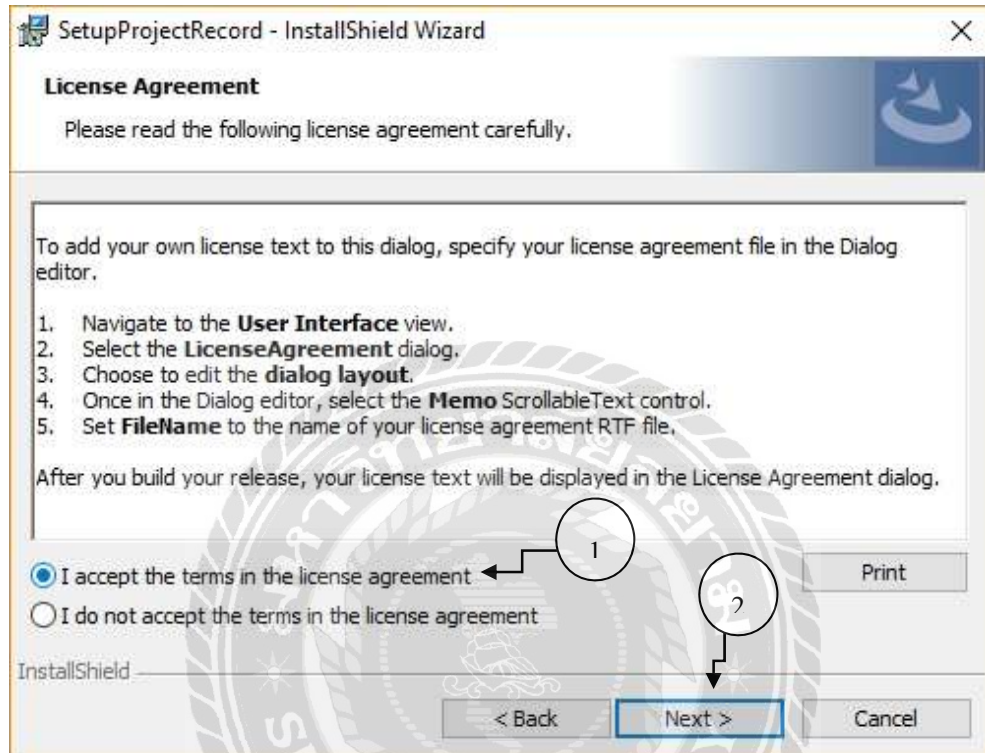 SetupProjectRecord - InstallShield Wizard
License Agreement
Please read the following license agreement carefully.
To add your own license text to this dialog, specify your license agreement file in the Dialog
editor.
1. Navigate to the User Interface view.
2. Select the LicenseAgreement dialog.
3. Choose to edit the dialog layout.
4. Once in the Dialog editor, select the Memo ScrollableText control.
5. Set FileName to the name of your license agreement RTF file.
After you build your release, your license text will be displayed in the License Agreement dialog.
1
I accept the terms in the license agreement
Print
2
I do not accept the terms in the license agreement
InstallShield
< Back
Next >
Cancel